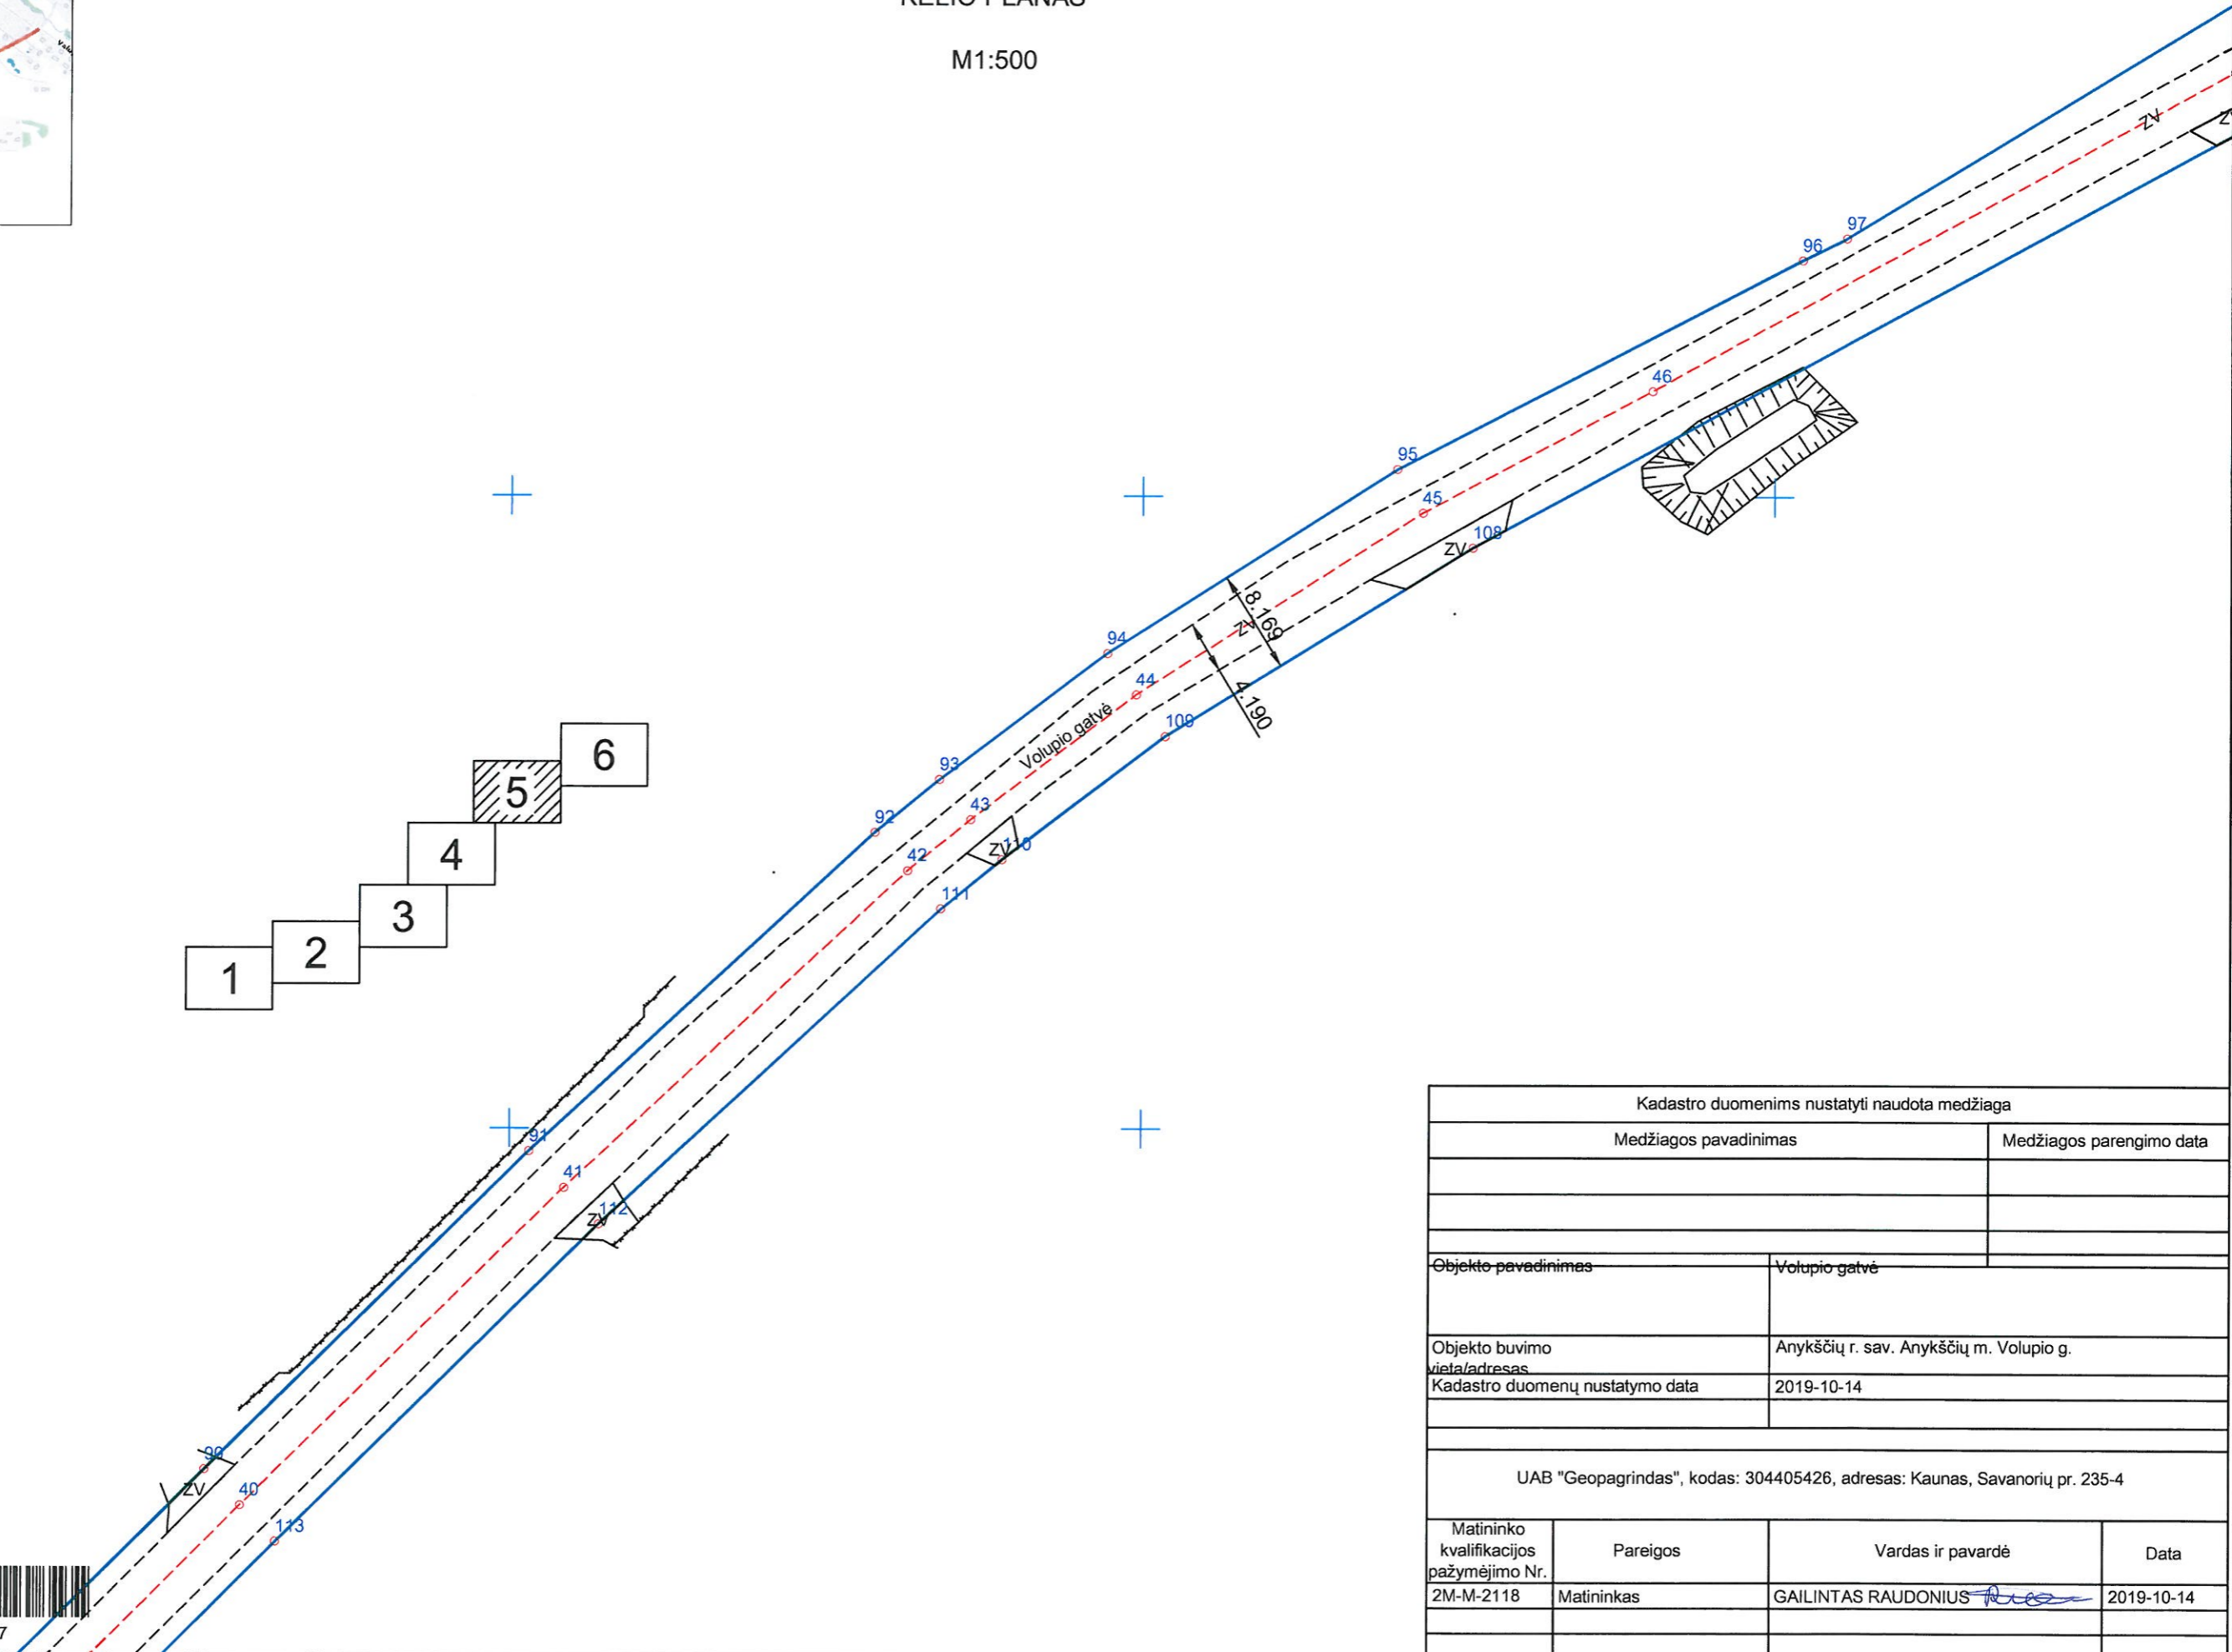 KELIO PLANAS
M1:500
97
96
ZV
46
95
45
108
ZV
8.169
ZV
94
44
4.190
109
Volupio gatvė
93
43
92
110
ZV
42
111
6
5
4
3
2
1
91
41
112
ZV
90
ZV
40
113
7
Kadastro duomenims nustatyti naudota medžiaga
Medžiagos pavadinimas Medžiagos parengimo data
Objekto pavadinimas Volupio gatvė
Objekto buvimo
vieta/adresas Anykščių r. sav. Anykščių m. Volupio g.
Kadastro duomenų nustatymo data 2019-10-14
UAB "Geopagrindas", kodas: 304405426, adresas: Kaunas, Savanorių pr. 235-4
Matininko
kvalifikacijos
pažymėjimo Nr. Pareigos Vardas ir pavardė Data
2M-M-2118 Matininkas GAILINTAS RAUDONIUS 2019-10-14